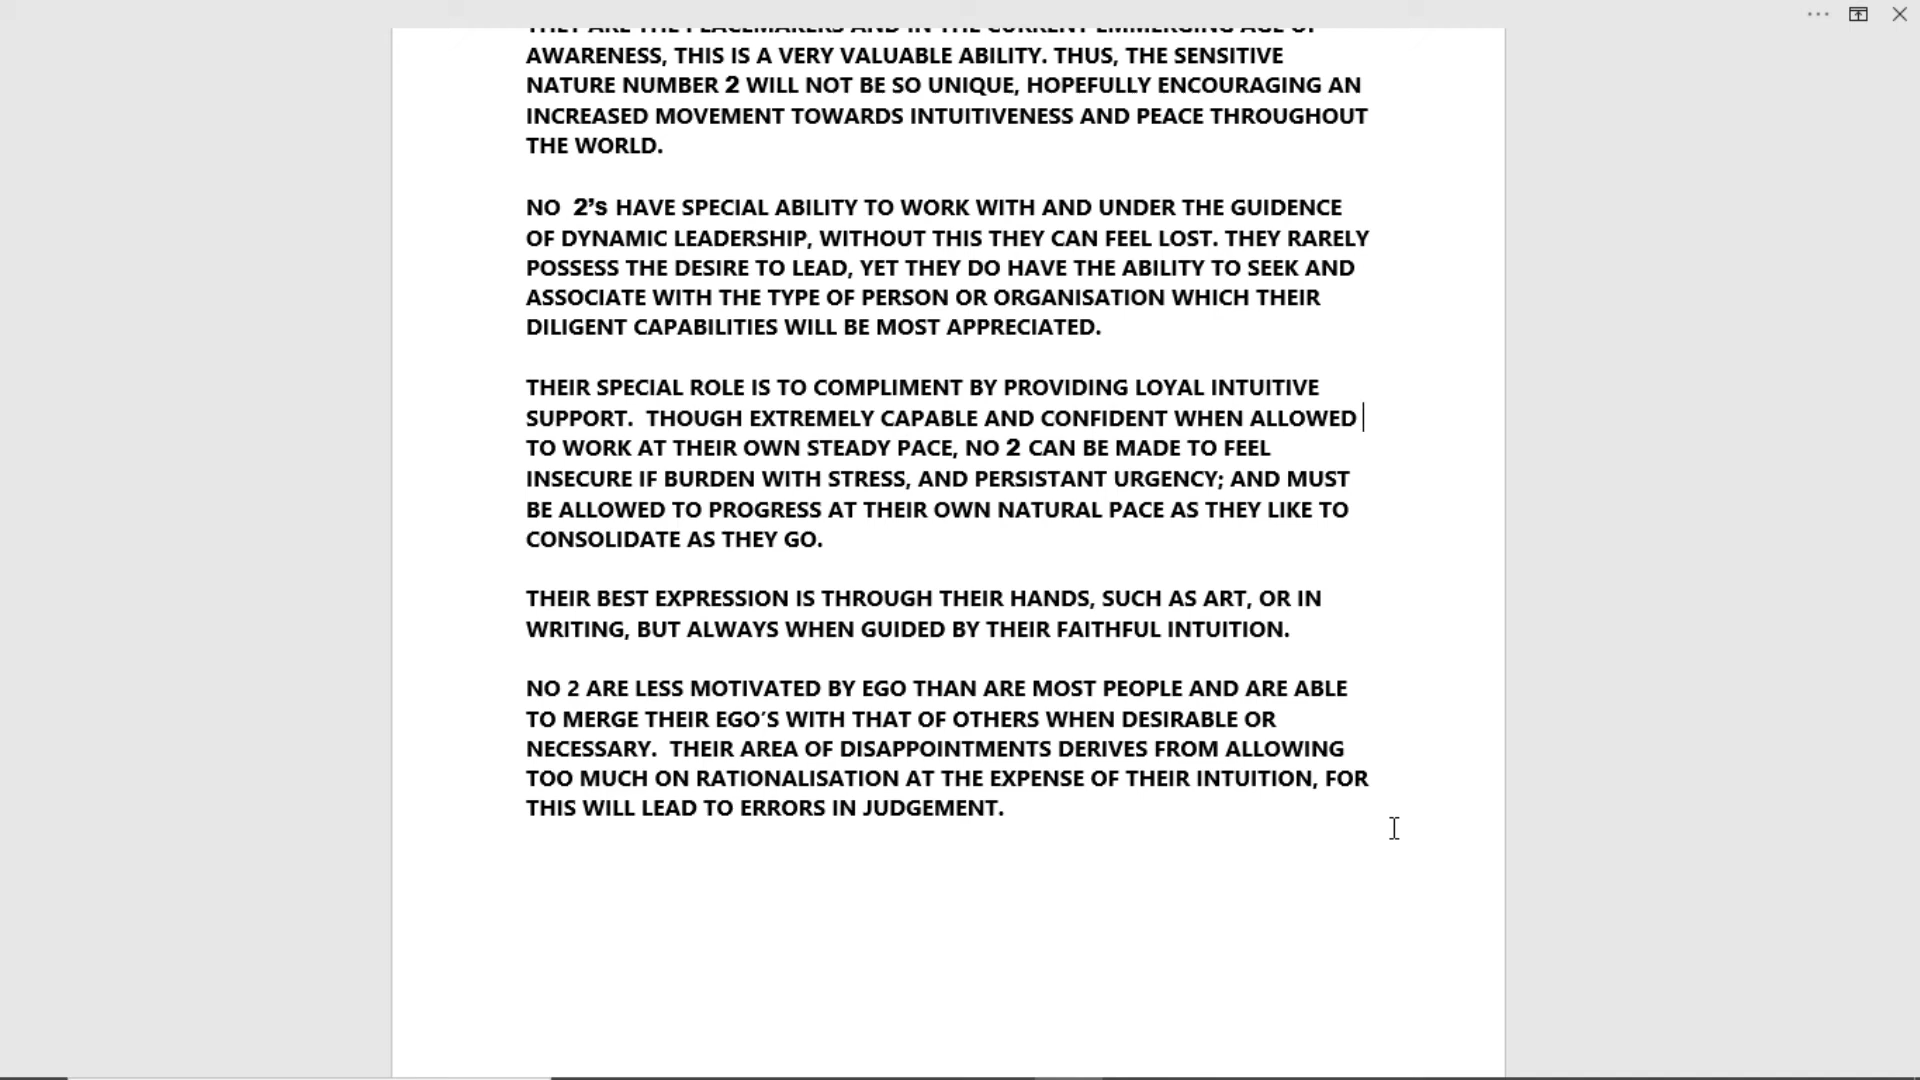 THEY ARE THE PEACEMAKERS AND IN THE CURRENT EMMERGING AGE OF
AWARENESS, THIS IS A VERY VALUABLE ABILITY. THUS, THE SENSITIVE
NATURE NUMBER 2 WILL NOT BE SO UNIQUE, HOPEFULLY ENCOURAGING AN
INCREASED MOVEMENT TOWARDS INTUITIVENESS AND PEACE THROUGHOUT
THE WORLD.
NO  2’s HAVE SPECIAL ABILITY TO WORK WITH AND UNDER THE GUIDENCE
OF DYNAMIC LEADERSHIP, WITHOUT THIS THEY CAN FEEL LOST. THEY RARELY
POSSESS THE DESIRE TO LEAD, YET THEY DO HAVE THE ABILITY TO SEEK AND
ASSOCIATE WITH THE TYPE OF PERSON OR ORGANISATION WHICH THEIR
DILIGENT CAPABILITIES WILL BE MOST APPRECIATED.
THEIR SPECIAL ROLE IS TO COMPLIMENT BY PROVIDING LOYAL INTUITIVE
SUPPORT.  THOUGH EXTREMELY CAPABLE AND CONFIDENT WHEN ALLOWED
TO WORK AT THEIR OWN STEADY PACE, NO 2 CAN BE MADE TO FEEL
INSECURE IF BURDEN WITH STRESS, AND PERSISTANT URGENCY; AND MUST
BE ALLOWED TO PROGRESS AT THEIR OWN NATURAL PACE AS THEY LIKE TO
CONSOLIDATE AS THEY GO.
THEIR BEST EXPRESSION IS THROUGH THEIR HANDS, SUCH AS ART, OR IN
WRITING, BUT ALWAYS WHEN GUIDED BY THEIR FAITHFUL INTUITION.
NO 2 ARE LESS MOTIVATED BY EGO THAN ARE MOST PEOPLE AND ARE ABLE
TO MERGE THEIR EGO’S WITH THAT OF OTHERS WHEN DESIRABLE OR
NECESSARY.  THEIR AREA OF DISAPPOINTMENTS DERIVES FROM ALLOWING
TOO MUCH ON RATIONALISATION AT THE EXPENSE OF THEIR INTUITION, FOR
THIS WILL LEAD TO ERRORS IN JUDGEMENT.